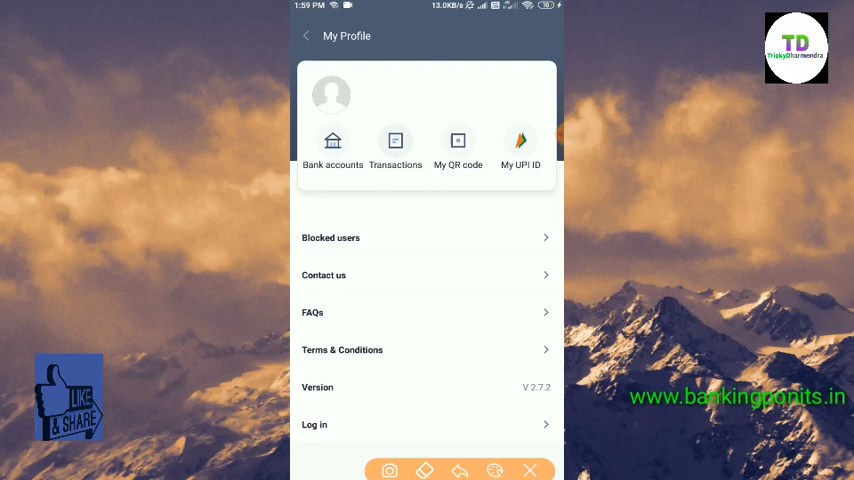 1:59 PM
13.0KB/s
10
My Profile
TD
TrickyDharmendra
Bank accounts
Transactions
My QR code
My UPI ID
Blocked users
Contact us
FAQs
Terms & Conditions
Version
V 2.7.2
Log in
LIKE
& SHARE
www.bankingponits.in